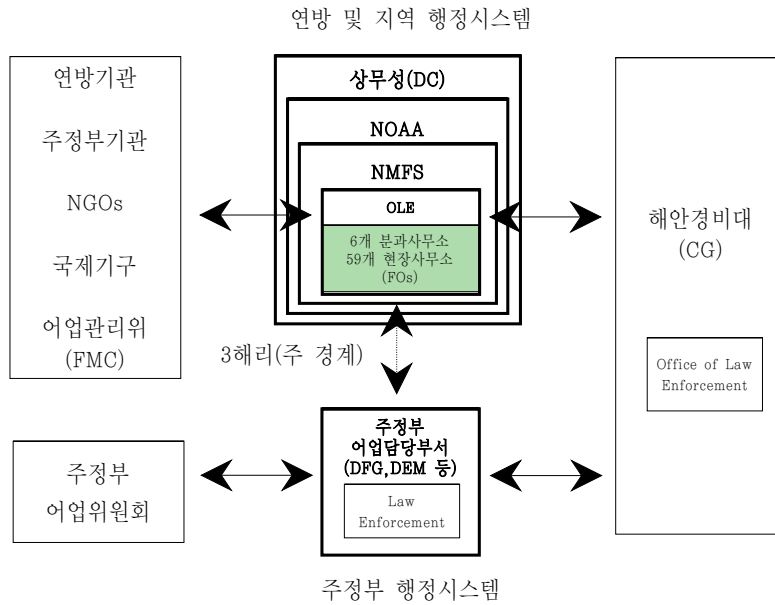 연방 및 지역 행정시스템
연방기관
주정부기관
NGOs
국제기구
어업관리위
(FMC)
상무성(DC)
NOAA
NMFS
OLE
6개 분과사무소
59개 현장사무소
(FOs)
해안경비대
(CG)
Office of Law
Enforcement
3해리(주 경계)
주정부
어업위원회
주정부
어업담당부서
(DFG,DEM 등)
Law
Enforcement
주정부 행정시스템